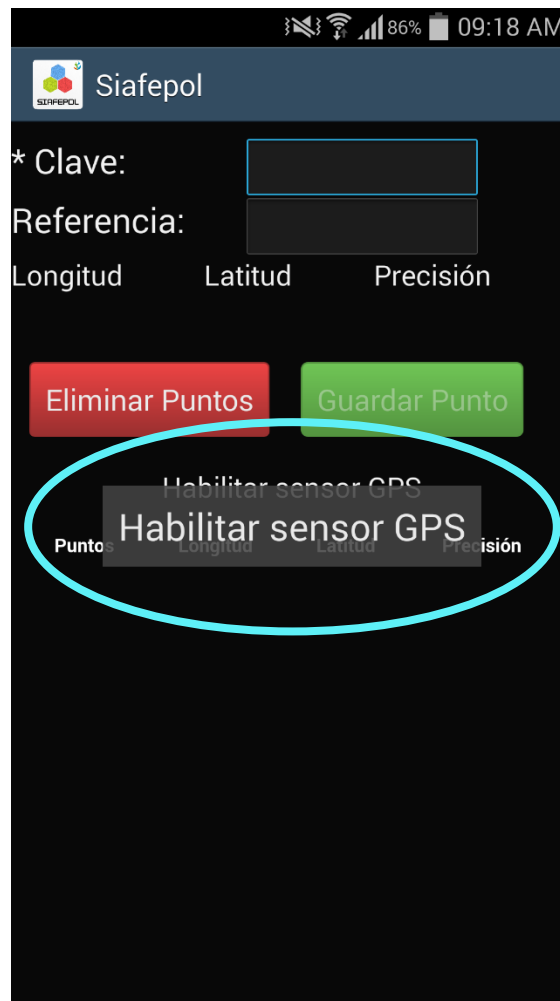 86% 09:18 AM
SIAFEPOL Siafepol
* Clave:
Referencia:
Longitud Latitud Precisión
Eliminar Puntos Guardar Punto
Habilitar sensor GPS
Habilitar sensor GPS
Puntos Longitud Latitud Precisión